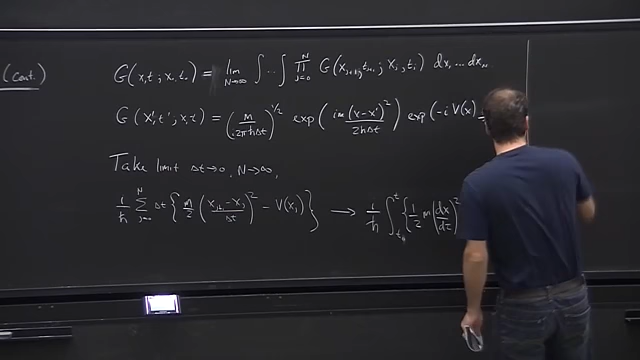 (cont.)
G(x,t; x₀,t₀) = lim N→∞ ∫ ... ∫ ∏ j=0 N G(x_{j+1}, t_{j+1}; x_j, t_j) dx₁ ... dx_N
G(x',t'; x,t) = (m / 2πħΔt)^{1/2} exp(im(x-x')² / 2ħΔt) exp(-i V(x)
Take limit Δt→0, N→∞,
i/ħ ∑ j=0 N Δt { m/2 ( (x_{j+1} - x_j) / Δt )² - V(x_j) } → i/ħ ∫_{t₀}^{t} { 1/2 m (dx/dt)²